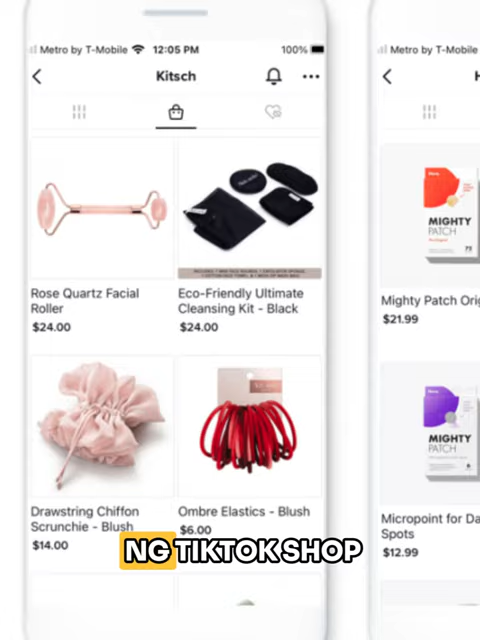 Metro by T-Mobile 12:05 PM 100%
Kitsch
Rose Quartz Facial
Roller
$24.00
Eco-Friendly Ultimate
Cleansing Kit - Black
$24.00
Drawstring Chiffon
Scrunchie - Blush
$14.00
Ombre Elastics - Blush
$6.00
NG TIKTOK SHOP
Metro by T-Mobile
H
MIGHTY
PATCH
Mighty Patch Orig
$21.99
MIGHTY
PATCH
Micropoint for Da
Spots
$12.99